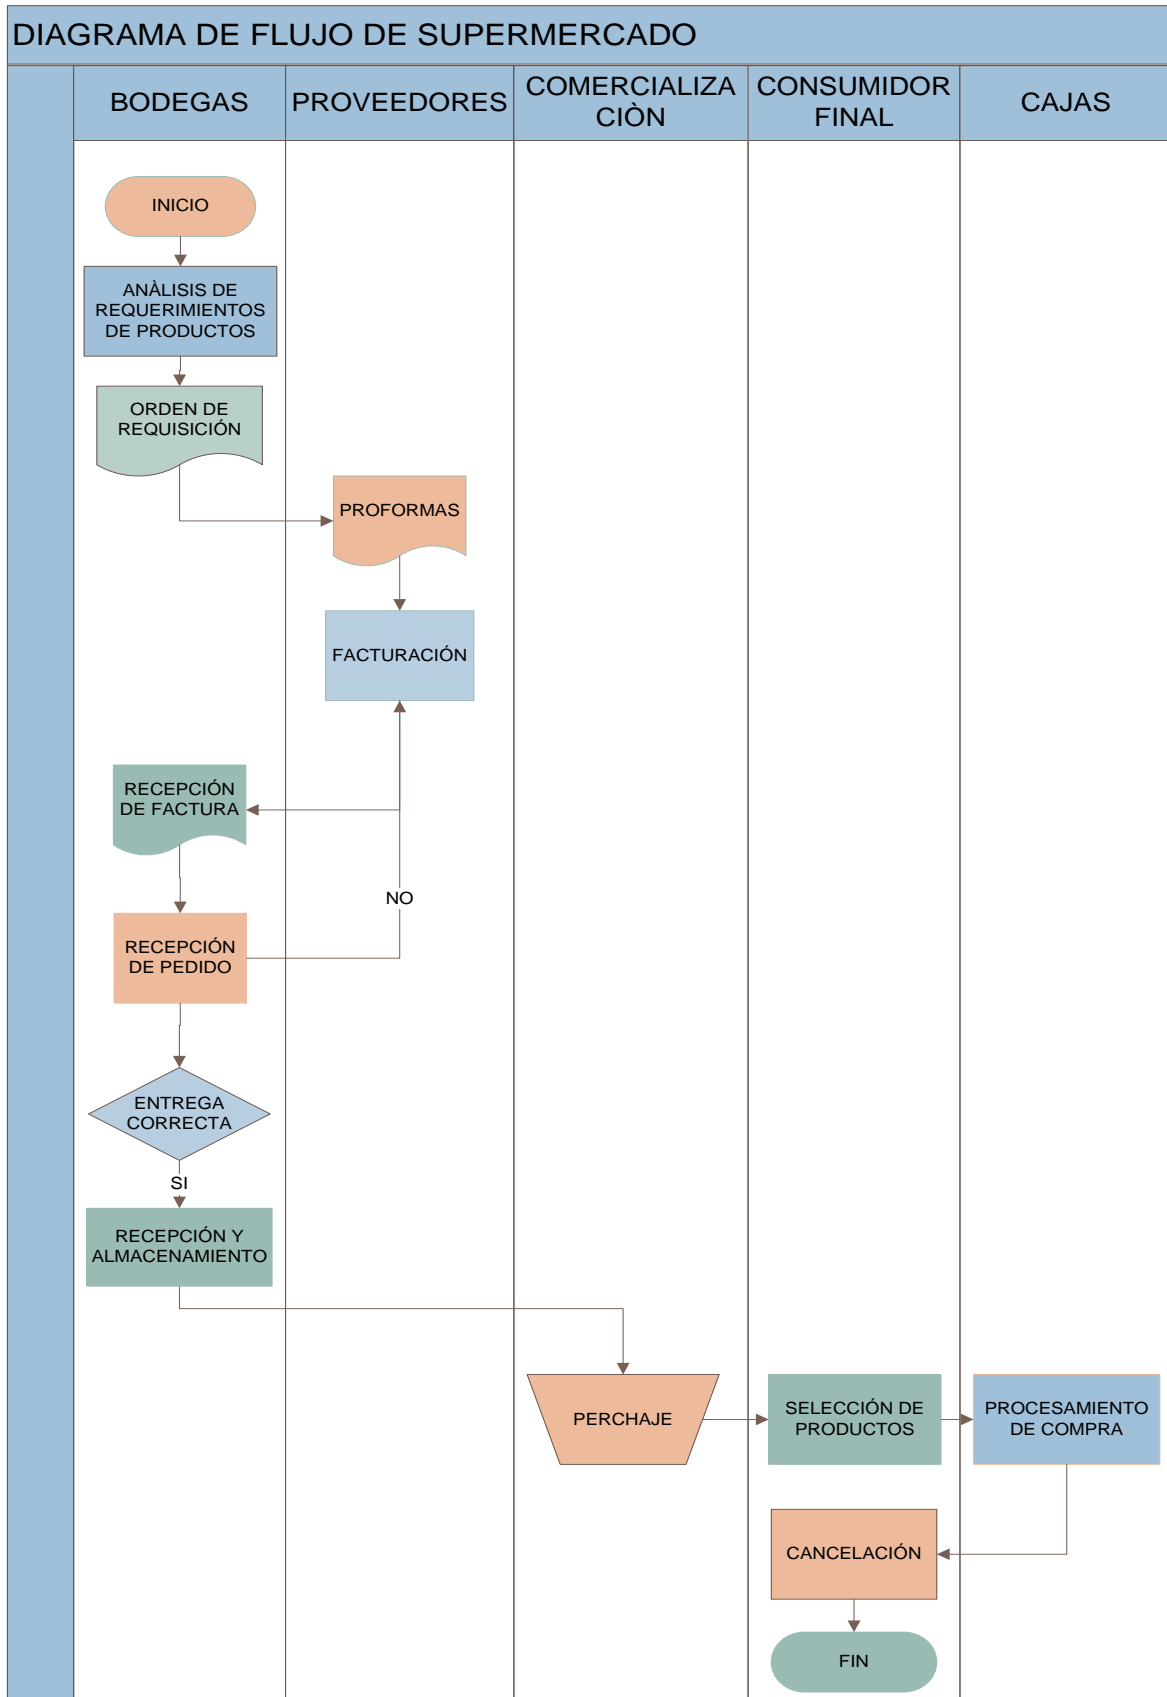 DIAGRAMA DE FLUJO DE SUPERMERCADO
BODEGAS
PROVEEDORES
COMERCIALIZA
CIÒN
CONSUMIDOR
FINAL
CAJAS
INICIO
ANÀLISIS DE
REQUERIMIENTOS
DE PRODUCTOS
ORDEN DE
REQUISICIÓN
PROFORMAS
FACTURACIÓN
RECEPCIÓN
DE FACTURA
NO
RECEPCIÓN
DE PEDIDO
ENTREGA
CORRECTA
SI
RECEPCIÓN Y
ALMACENAMIENTO
PERCHAJE
SELECCIÓN DE
PRODUCTOS
PROCESAMIENTO
DE COMPRA
CANCELACIÓN
FIN